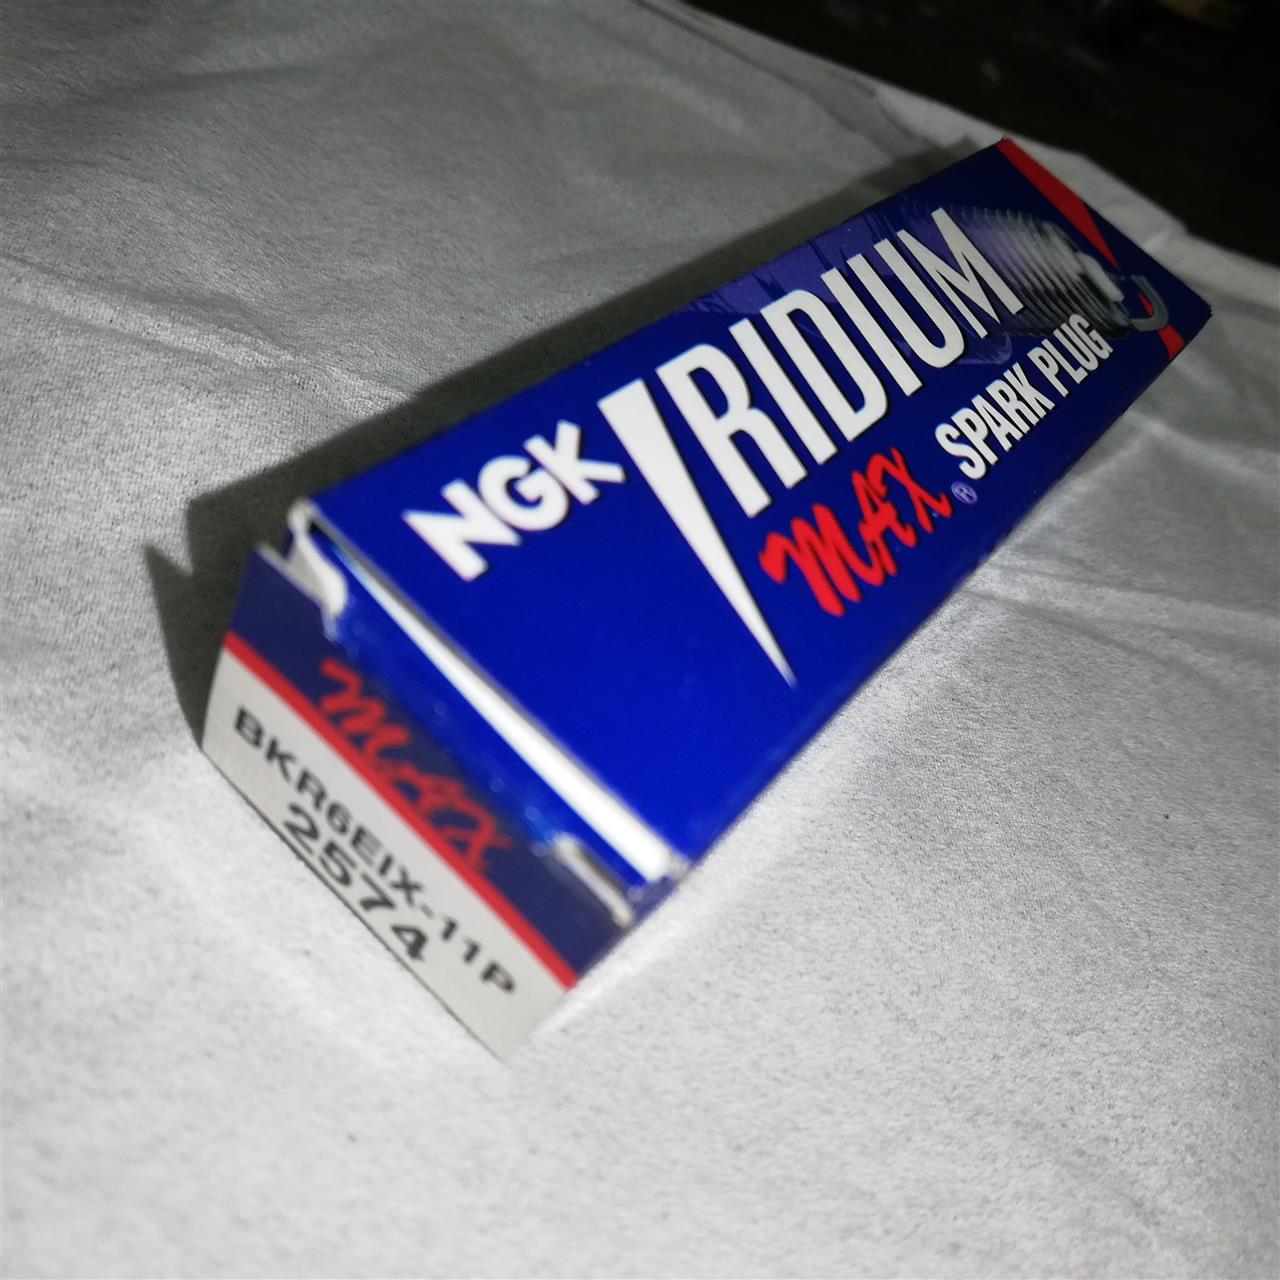 NGK IRIDIUM
MAX® SPARK PLUG
MAX
BKR6EIX-11P
2574